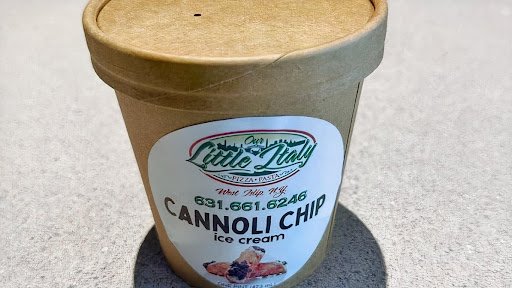 Our
Little Italy
PIZZA • PASTA
West Islip, N.Y.
631.661.6246
CANNOLI CHIP
ice cream